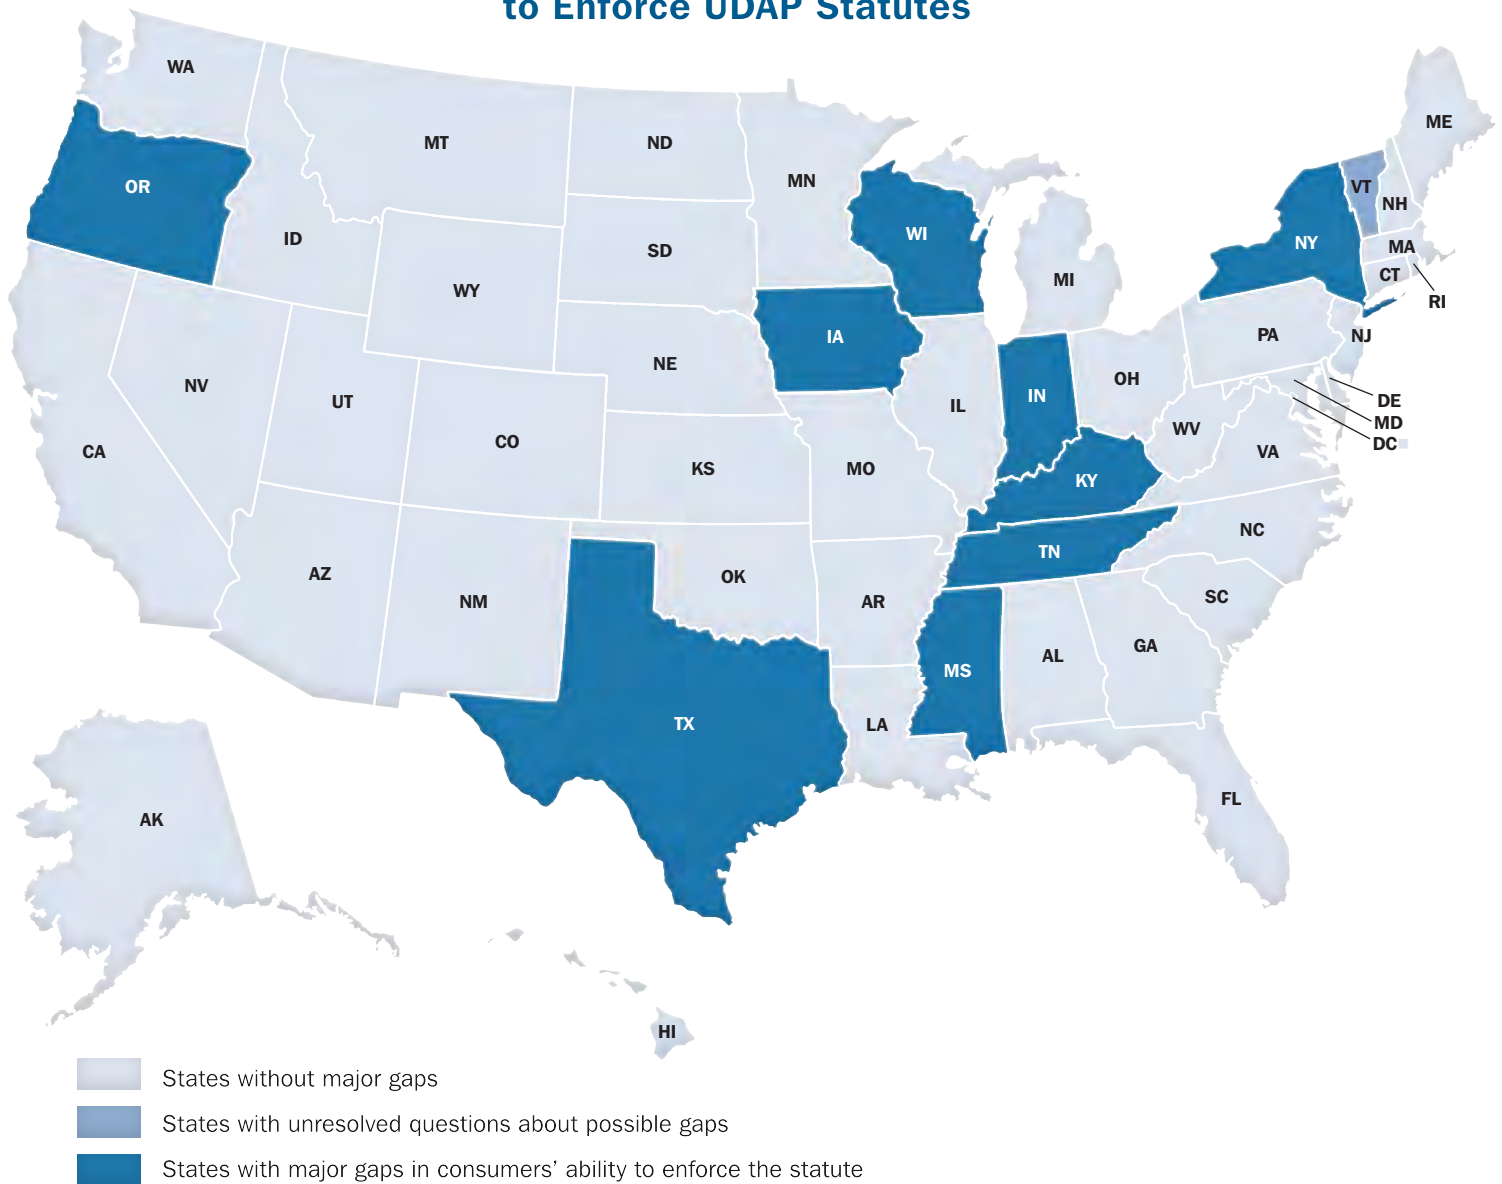 to Enforce UDAP Statutes
WA
OR
MT
ID
ND
MN
SD
WY
WI
MI
ME
VT
NH
NY
MA
CT
RI
IA
NE
PA
NJ
NV
UT
CO
CA
IL
IN
OH
DE
MD
DC
WV
VA
KS
MO
KY
NC
TN
AZ
NM
OK
AR
SC
GA
AL
MS
LA
TX
FL
AK
HI
States without major gaps
States with unresolved questions about possible gaps
States with major gaps in consumers’ ability to enforce the statute